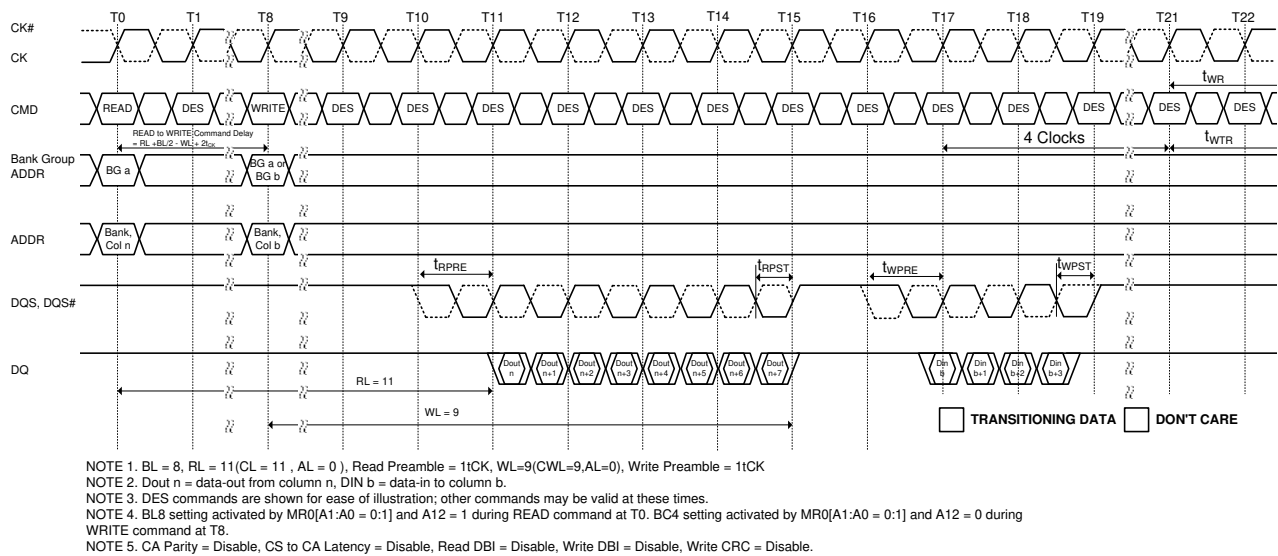 T0 T1 T8 T9 T10 T11 T12 T13 T14 T15 T16 T17 T18 T19 T21 T22
CK#
CK
tWR
CMD READ DES WRITE DES DES DES DES DES DES DES DES DES DES DES DES DES
READ to WRITE Command Delay
= RL +BL/2 - WL + 2tCK
4 Clocks tWTR
Bank Group
ADDR
BG a
BG a or
BG b
ADDR
Bank,
Col n
Bank,
Col b
tRPRE tRPST tWPRE tWPST
DQS, DQS#
DQ
Dout n Dout n+1 Dout n+2 Dout n+3 Dout n+4 Dout n+5 Dout n+6 Dout n+7 Din b Din b+1 Din b+2 Din b+3
RL = 11
WL = 9
TRANSITIONING DATA DON'T CARE
NOTE 1. BL = 8, RL = 11(CL = 11 , AL = 0 ), Read Preamble = 1tCK, WL=9(CWL=9,AL=0), Write Preamble = 1tCK
NOTE 2. Dout n = data-out from column n, DIN b = data-in to column b.
NOTE 3. DES commands are shown for ease of illustration; other commands may be valid at these times.
NOTE 4. BL8 setting activated by MR0[A1:A0 = 0:1] and A12 = 1 during READ command at T0. BC4 setting activated by MR0[A1:A0 = 0:1] and A12 = 0 during
WRITE command at T8.
NOTE 5. CA Parity = Disable, CS to CA Latency = Disable, Read DBI = Disable, Write DBI = Disable, Write CRC = Disable.